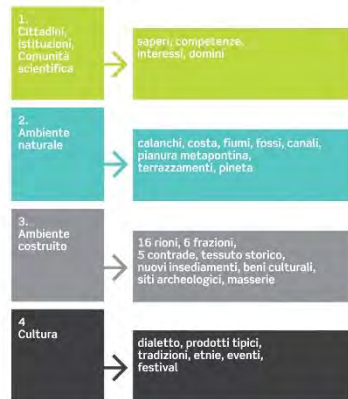 1.
Cittadini,
Istituzioni,
Comunità
scientifica
saperi, competenze,
interessi, domini
2.
Ambiente
naturale
calanchi, costa, fiumi, fossi, canali,
pianura metapontina,
terrazzamenti, pineta
3.
Ambiente
costruito
16 rioni, 6 frazioni,
5 contrade, tessuto storico,
nuovi insediamenti, beni culturali,
siti archeologici, masserie
4
Cultura
dialetto, prodotti tipici,
tradizioni, etnie, eventi,
festival